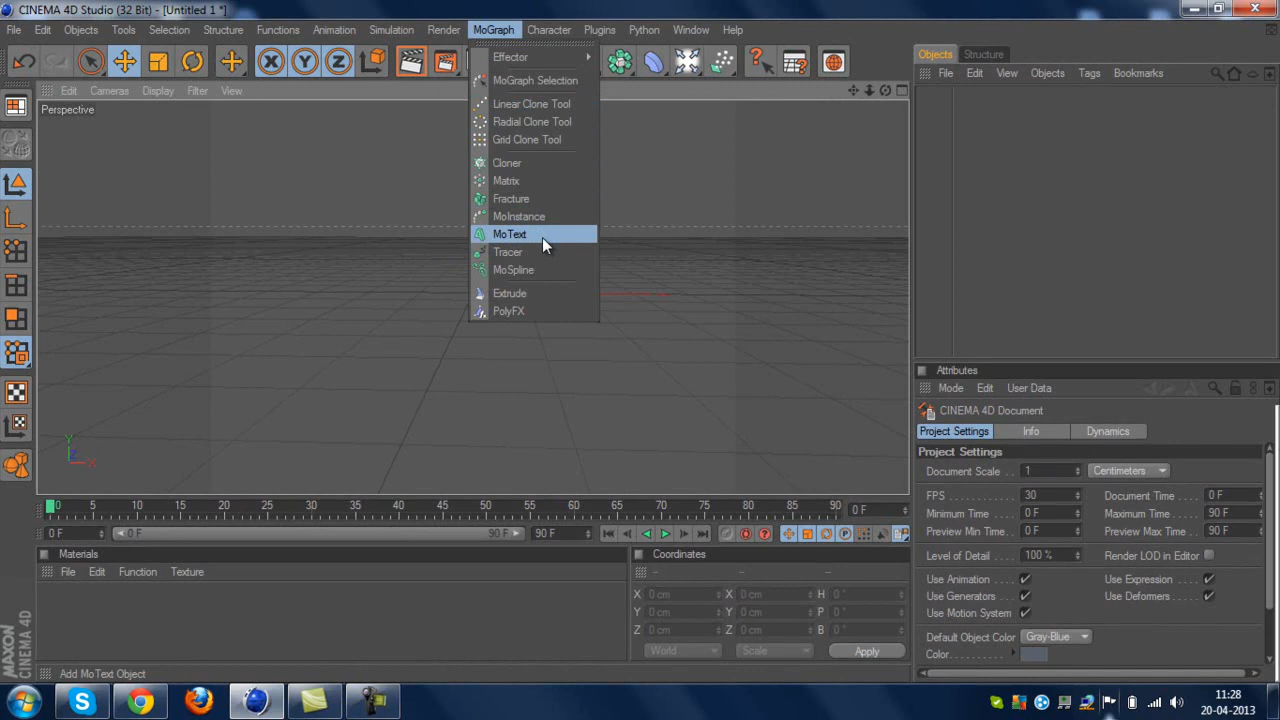 CINEMA 4D Studio (32 Bit) - [Untitled 1 *]
File Edit Objects Tools Selection Structure Functions Animation Simulation Render MoGraph Character Plugins Python Window Help
X Y Z
Objects Structure
File Edit View Objects Tags Bookmarks
Edit Cameras Display Filter View
Perspective
Effector
MoGraph Selection
Linear Clone Tool
Radial Clone Tool
Grid Clone Tool
Cloner
Matrix
Fracture
MoInstance
MoText
Tracer
MoSpline
Extrude
PolyFX
Y
Z X
Attributes
Mode Edit User Data
CINEMA 4D Document
Project Settings Info Dynamics
Project Settings
Document Scale 1 Centimeters
FPS 30 Document Time 0 F
Minimum Time 0 F Maximum Time 90 F
Preview Min Time 0 F Preview Max Time 90 F
Level of Detail 100 % Render LOD in Editor
Use Animation Use Expression
Use Generators Use Deformers
Use Motion System
Default Object Color Gray-Blue
Color
0 5 10 15 20 25 30 35 40 45 50 55 60 65 70 75 80 85 90 0 F
0 F 0 F 90 F 90 F
Materials
File Edit Function Texture
Coordinates
-- -- --
X 0 cm X 0 cm H 0 °
Y 0 cm Y 0 cm P 0 °
Z 0 cm Z 0 cm B 0 °
World Scale Apply
MAXON
CINEMA 4D
Add MoText Object
11:28
20-04-2013